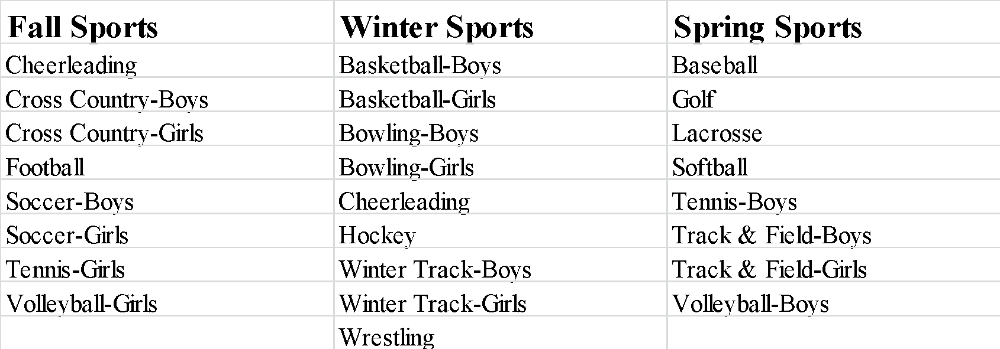 Fall Sports Winter Sports Spring Sports
Cheerleading Basketball-Boys Baseball
Cross Country-Boys Basketball-Girls Golf
Cross Country-Girls Bowling-Boys Lacrosse
Football Bowling-Girls Softball
Soccer-Boys Cheerleading Tennis-Boys
Soccer-Girls Hockey Track & Field-Boys
Tennis-Girls Winter Track-Boys Track & Field-Girls
Volleyball-Girls Winter Track-Girls Volleyball-Boys
Wrestling